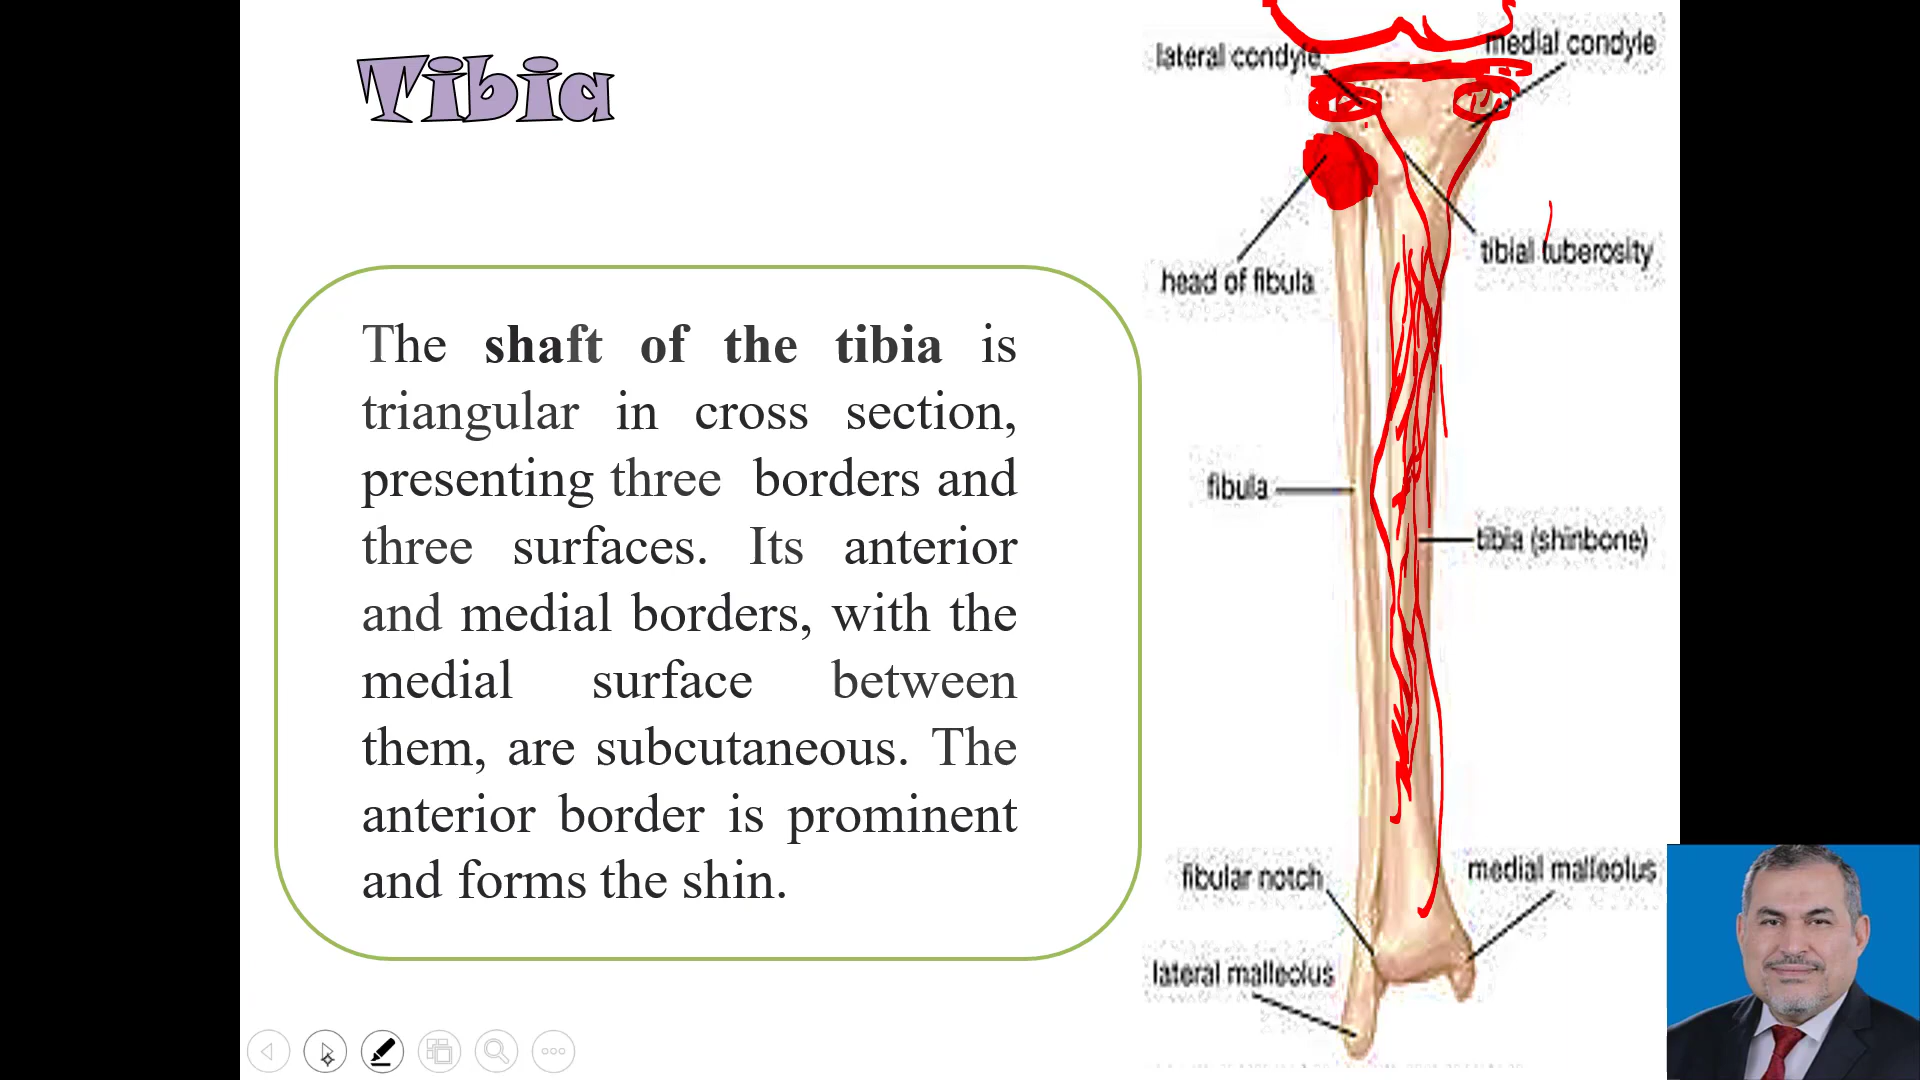 Tibia
The shaft of the tibia is
triangular in cross section,
presenting three borders and
three surfaces. Its anterior
and medial borders, with the
medial surface between
them, are subcutaneous. The
anterior border is prominent
and forms the shin.
lateral condyle
medial condyle
tibial tuberosity
head of fibula
fibula
tibia (shinbone)
fibular notch
medial malleolus
lateral malleolus